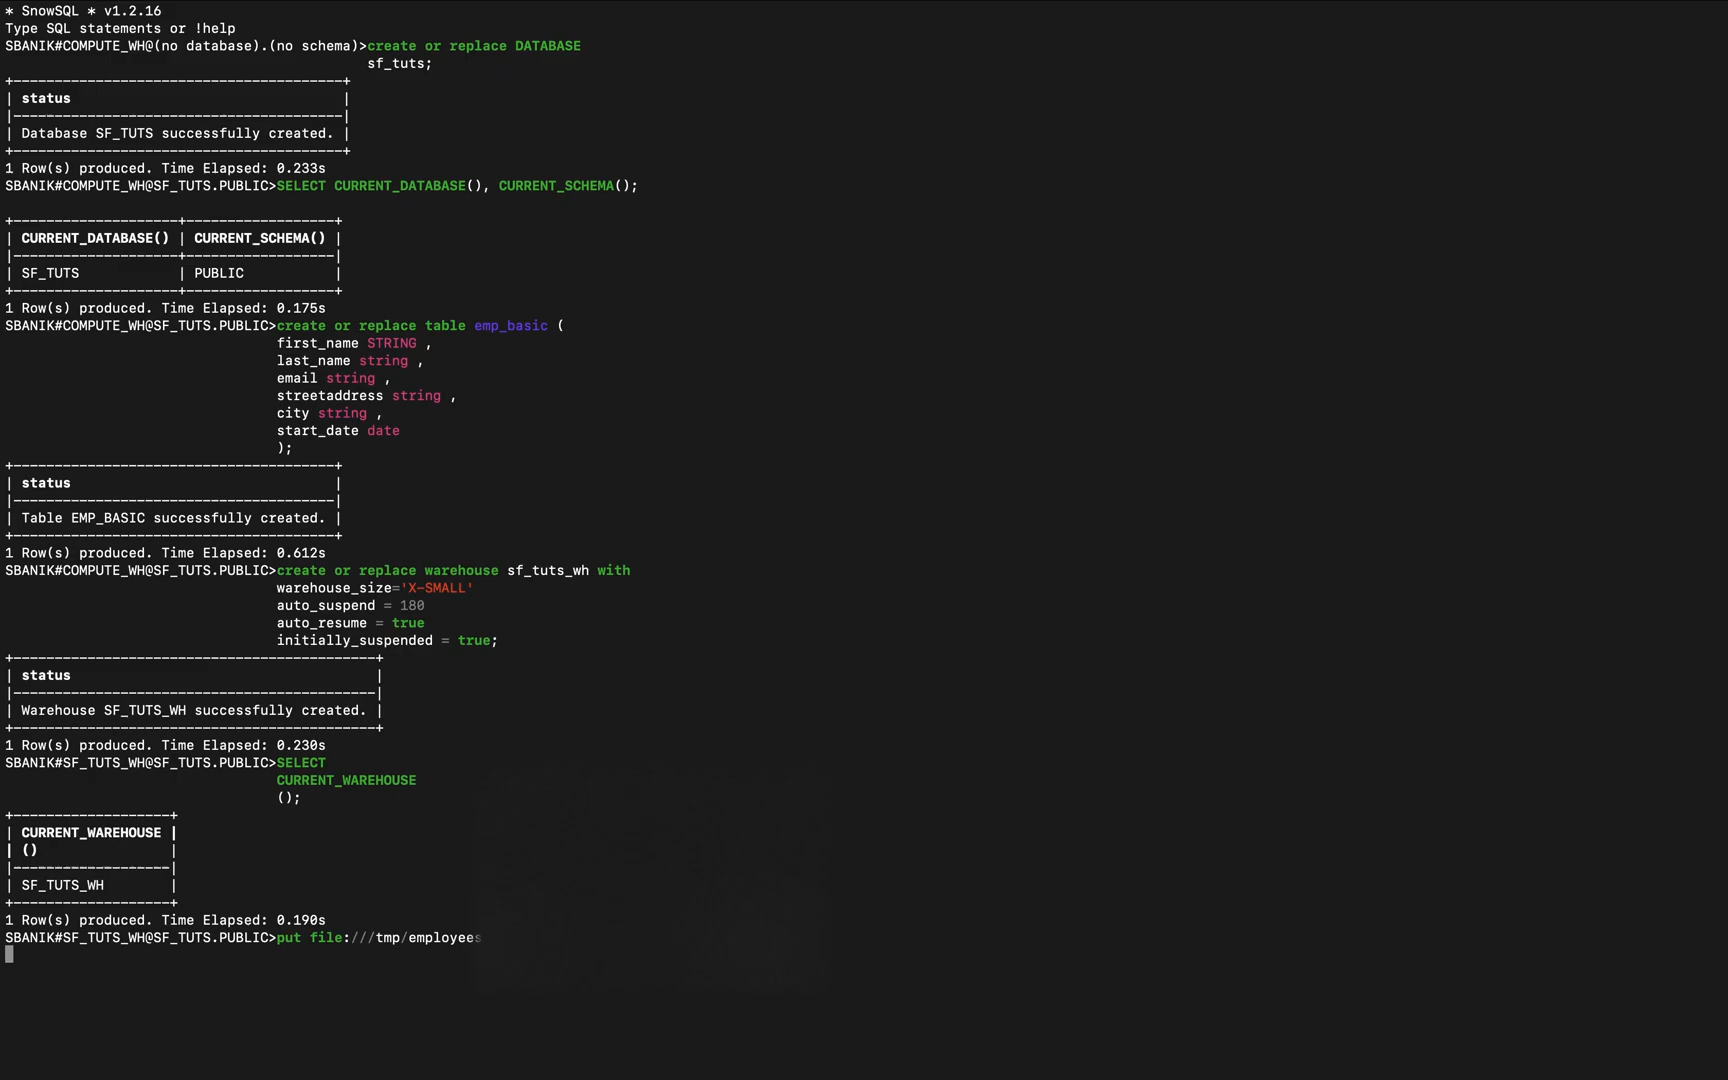 * SnowSQL * v1.2.16
Type SQL statements or !help
SBANIK#COMPUTE_WH@(no database).(no schema)>create or replace DATABASE
sf_tuts;
+----------------------------------------+
| status                                 |
|----------------------------------------|
| Database SF_TUTS successfully created. |
+----------------------------------------+
1 Row(s) produced. Time Elapsed: 0.233s
SBANIK#COMPUTE_WH@SF_TUTS.PUBLIC>SELECT CURRENT_DATABASE(), CURRENT_SCHEMA();
+--------------------+------------------+
| CURRENT_DATABASE() | CURRENT_SCHEMA() |
|--------------------+------------------|
| SF_TUTS            | PUBLIC           |
+--------------------+------------------+
1 Row(s) produced. Time Elapsed: 0.175s
SBANIK#COMPUTE_WH@SF_TUTS.PUBLIC>create or replace table emp_basic (
first_name STRING ,
last_name string ,
email string ,
streetaddress string ,
city string ,
start_date date
);
+---------------------------------------+
| status                                |
|---------------------------------------|
| Table EMP_BASIC successfully created. |
+---------------------------------------+
1 Row(s) produced. Time Elapsed: 0.612s
SBANIK#COMPUTE_WH@SF_TUTS.PUBLIC>create or replace warehouse sf_tuts_wh with
warehouse_size='X-SMALL'
auto_suspend = 180
auto_resume = true
initially_suspended = true;
+--------------------------------------------+
| status                                     |
|--------------------------------------------|
| Warehouse SF_TUTS_WH successfully created. |
+--------------------------------------------+
1 Row(s) produced. Time Elapsed: 0.230s
SBANIK#SF_TUTS_WH@SF_TUTS.PUBLIC>SELECT
CURRENT_WAREHOUSE
();
+-------------------+
| CURRENT_WAREHOUSE |
| ()                |
|-------------------|
| SF_TUTS_WH        |
+-------------------+
1 Row(s) produced. Time Elapsed: 0.190s
SBANIK#SF_TUTS_WH@SF_TUTS.PUBLIC>put file:///tmp/employees